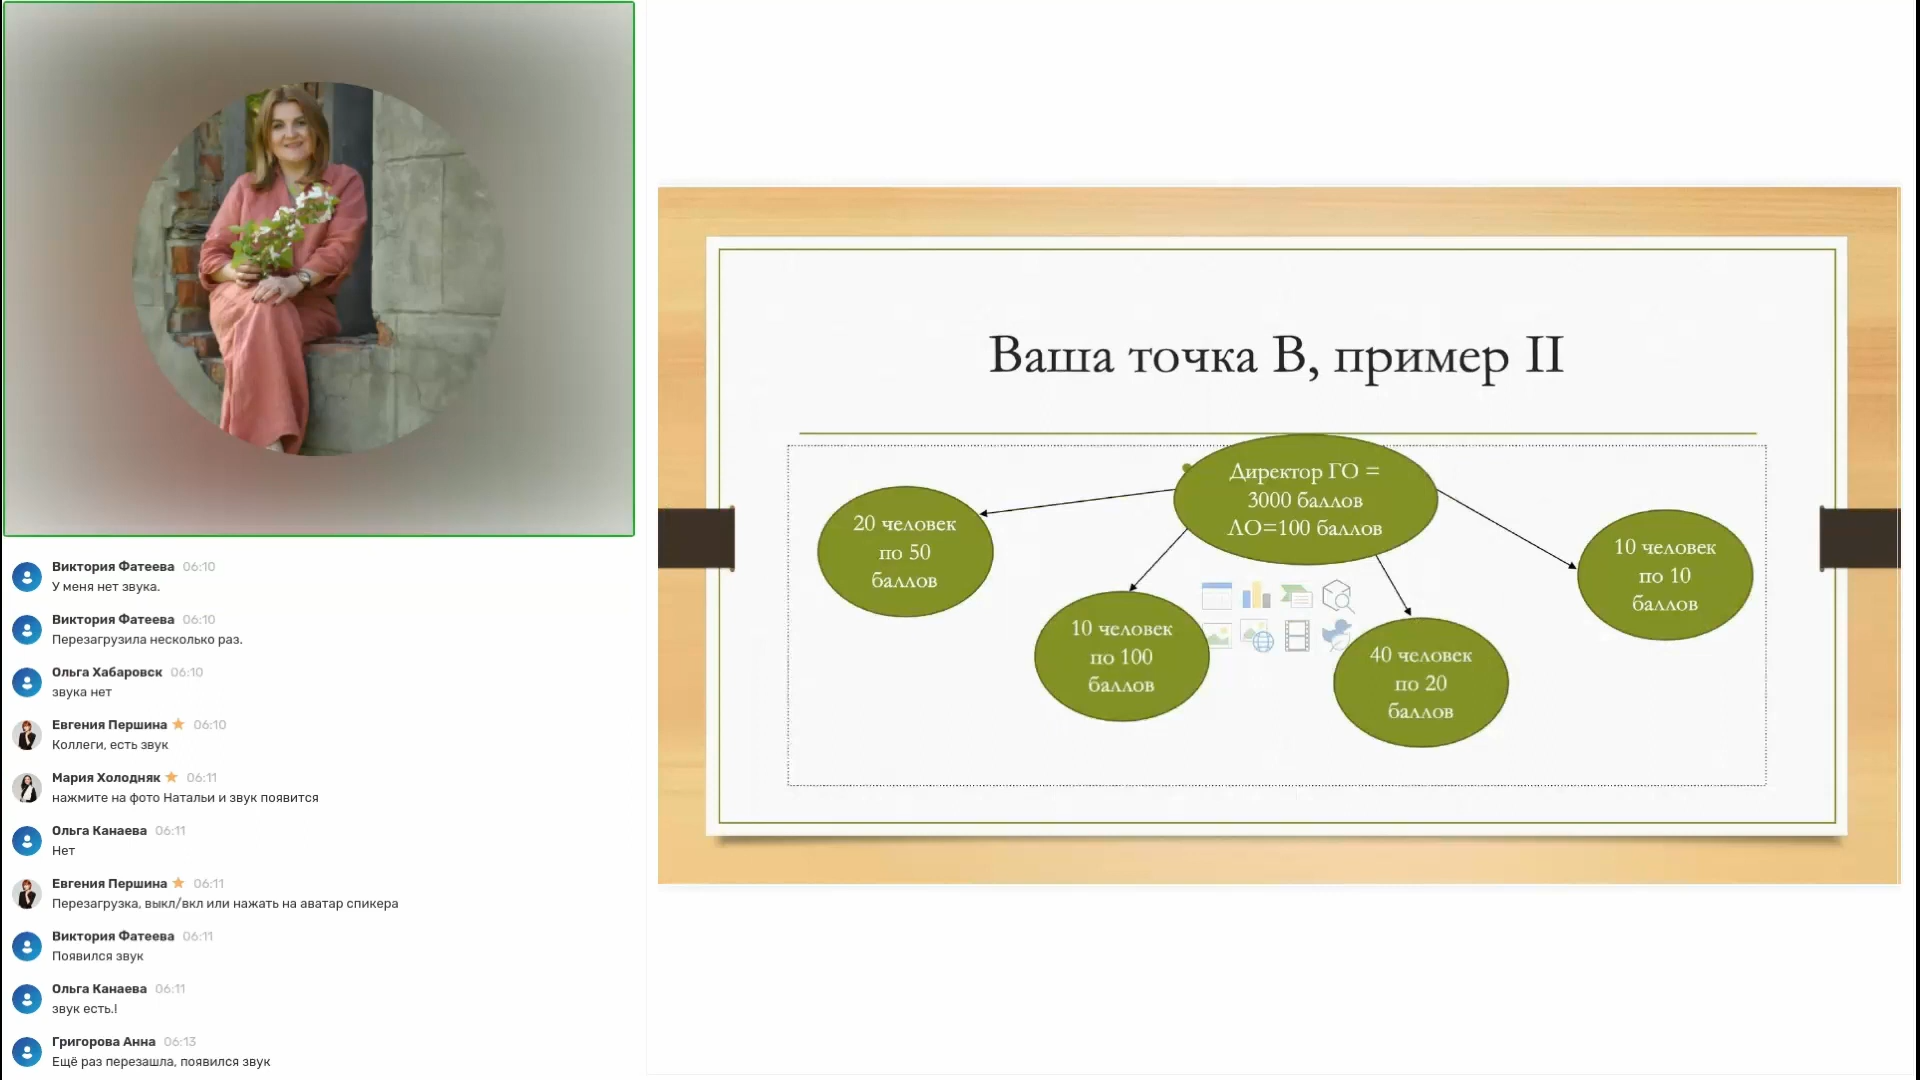 Виктория Фатеева 06:10
У меня нет звука.
Виктория Фатеева 06:10
Перезагрузила несколько раз.
Ольга Хабаровск 06:10
звука нет
Евгения Першина 06:10
Коллеги, есть звук
Мария Холодняк 06:11
нажмите на фото Натальи и звук появится
Ольга Канаева 06:11
Нет
Евгения Першина 06:11
Перезагрузка, выкл/вкл или нажать на аватар спикера
Виктория Фатеева 06:11
Появился звук
Ольга Канаева 06:11
звук есть.!
Григорова Анна 06:13
Ещё раз перезашла, появился звук
Ваша точка В, пример II
Директор ГО =
3000 баллов
ЛО=100 баллов
20 человек
по 50
баллов
10 человек
по 100
баллов
40 человек
по 20
баллов
10 человек
по 10
баллов